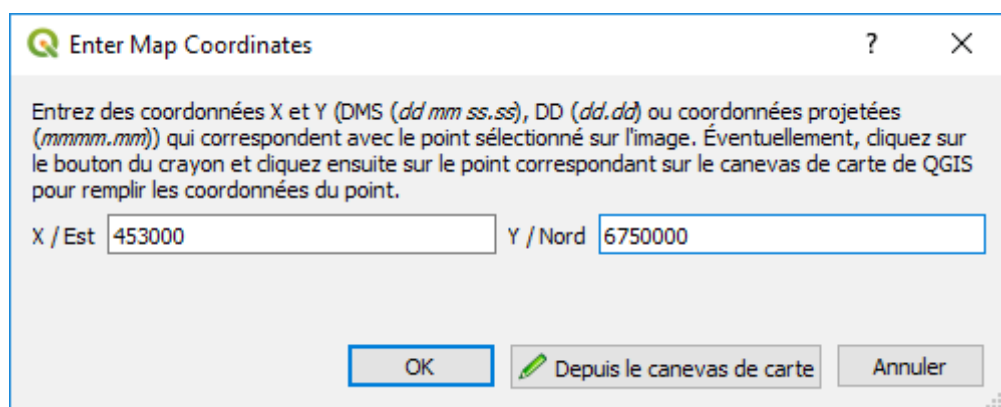 Enter Map Coordinates ?
Entrez des coordonnées X et Y (DMS (dd mm ss.ss), DD (dd.dd) ou coordonnées projetées
(mmmm.mm)) qui correspondent avec le point sélectionné sur l'image. Éventuellement, cliquez sur
le bouton du crayon et cliquez ensuite sur le point correspondant sur le canevas de carte de QGIS
pour remplir les coordonnées du point.
X / Est 453000 Y / Nord 6750000
OK Depuis le canevas de carte Annuler